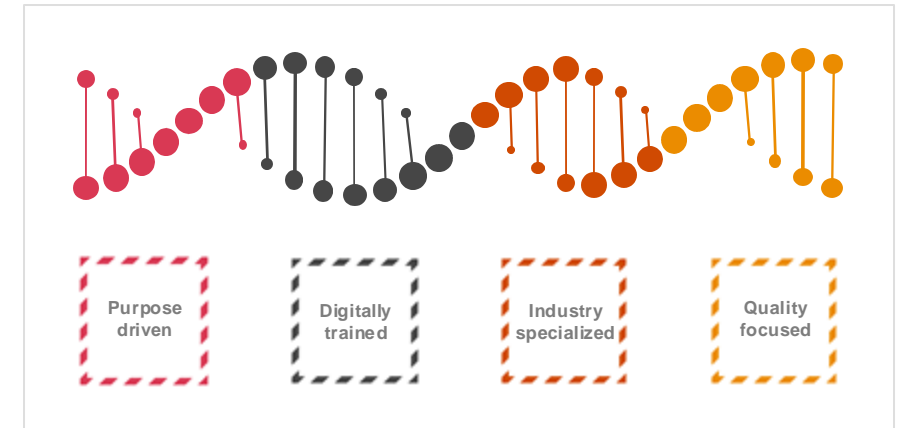 Purpose
driven
Digitally
trained
Industry
specialized
Quality
focused